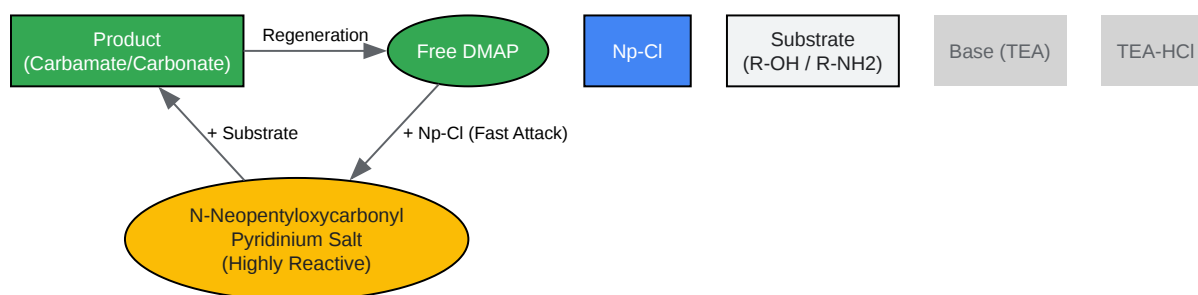 Product
(Carbamate/Carbonate)
Regeneration
Free DMAP
Np-Cl
Substrate
(R-OH / R-NH2)
Base (TEA)
TEA-HCl
+ Substrate
+ Np-Cl (Fast Attack)
N-Neopentyloxycarbonyl
Pyridinium Salt
(Highly Reactive)